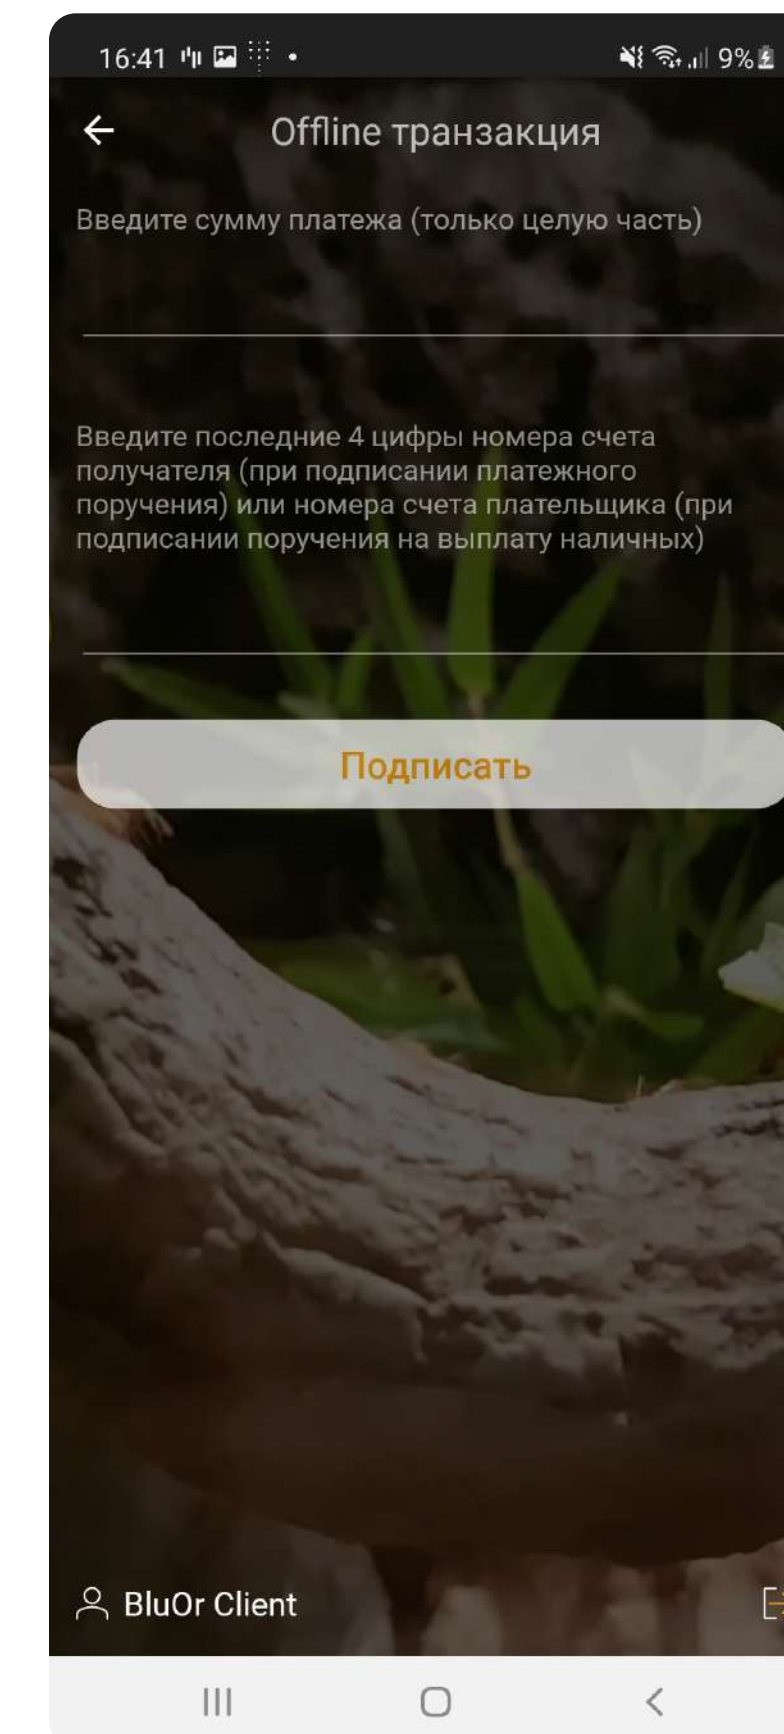 16:41
9%
Offline транзакция
Введите сумму платежа (только целую часть)
Введите последние 4 цифры номера счета
получателя (при подписании платежного
поручения) или номера счета плательщика (при
подписании поручения на выплату наличных)
Подписать
BluOr Client